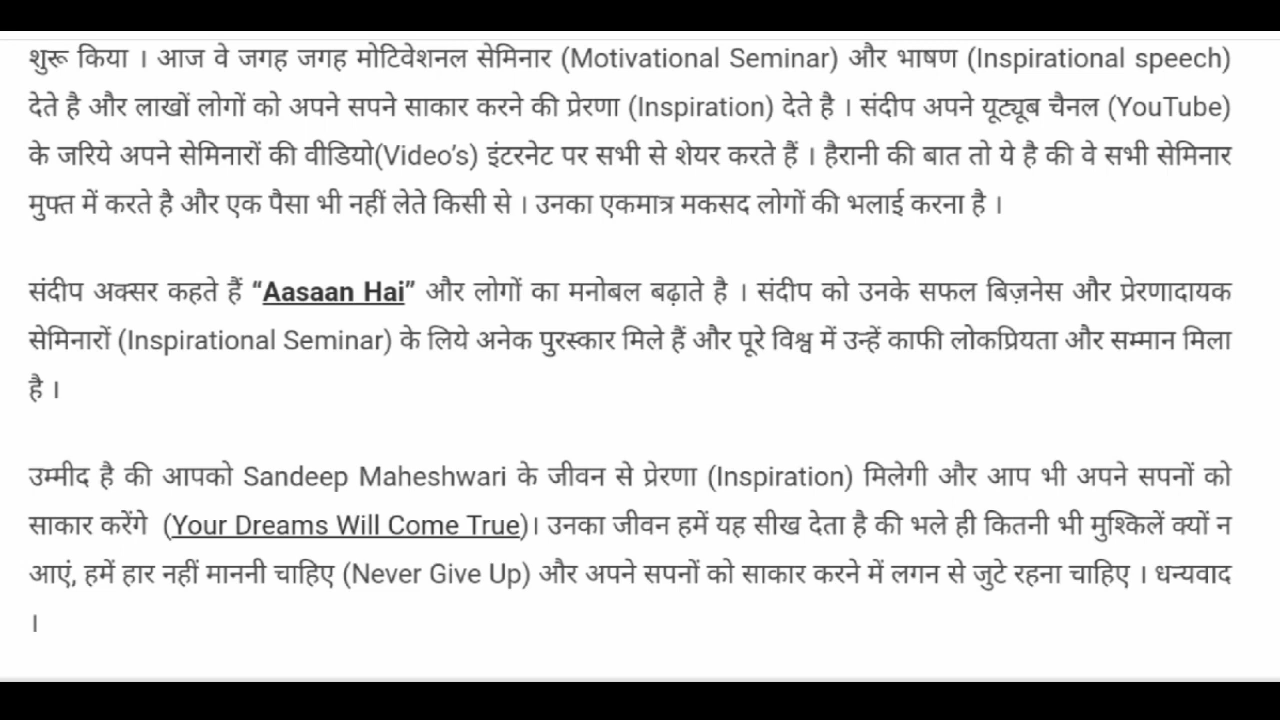 शुरू किया । आज वे जगह जगह मोटिवेशनल सेमिनार (Motivational Seminar) और भाषण (Inspirational speech)
देते है और लाखों लोगों को अपने सपने साकार करने की प्रेरणा (Inspiration) देते है । संदीप अपने यूट्यूब चैनल (YouTube)
के जरिये अपने सेमिनारों की वीडियो(Video’s) इंटरनेट पर सभी से शेयर करते हैं । हैरानी की बात तो ये है की वे सभी सेमिनार
मुफ्त में करते है और एक पैसा भी नहीं लेते किसी से । उनका एकमात्र मकसद लोगों की भलाई करना है ।
संदीप अक्सर कहते हैं “Aasaan Hai” और लोगों का मनोबल बढ़ाते है । संदीप को उनके सफल बिज़नेस और प्रेरणादायक
सेमिनारों (Inspirational Seminar) के लिये अनेक पुरस्कार मिले हैं और पूरे विश्व में उन्हें काफी लोकप्रियता और सम्मान मिला
है ।
उम्मीद है की आपको Sandeep Maheshwari के जीवन से प्रेरणा (Inspiration) मिलेगी और आप भी अपने सपनों को
साकार करेंगे (Your Dreams Will Come True)। उनका जीवन हमें यह सीख देता है की भले ही कितनी भी मुश्किलें क्यों न
आएं, हमें हार नहीं माननी चाहिए (Never Give Up) और अपने सपनों को साकार करने में लगन से जुटे रहना चाहिए । धन्यवाद
।